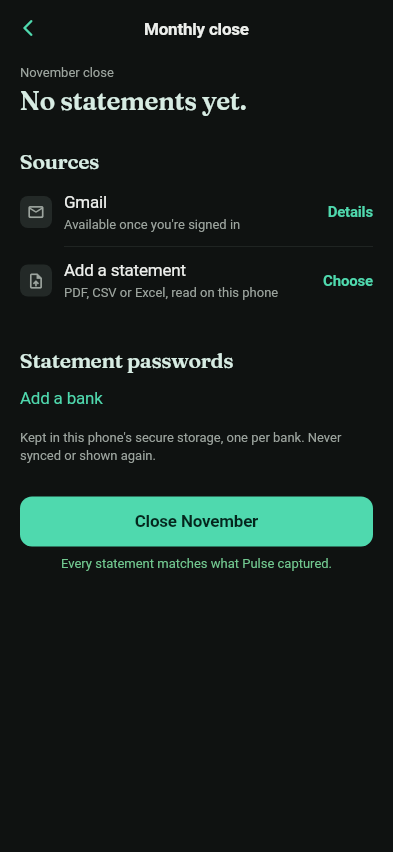 Monthly close
November close
No statements yet.
Sources
Gmail
Available once you're signed in
Details
Add a statement
PDF, CSV or Excel, read on this phone
Choose
Statement passwords
Add a bank
Kept in this phone's secure storage, one per bank. Never
synced or shown again.
Close November
Every statement matches what Pulse captured.